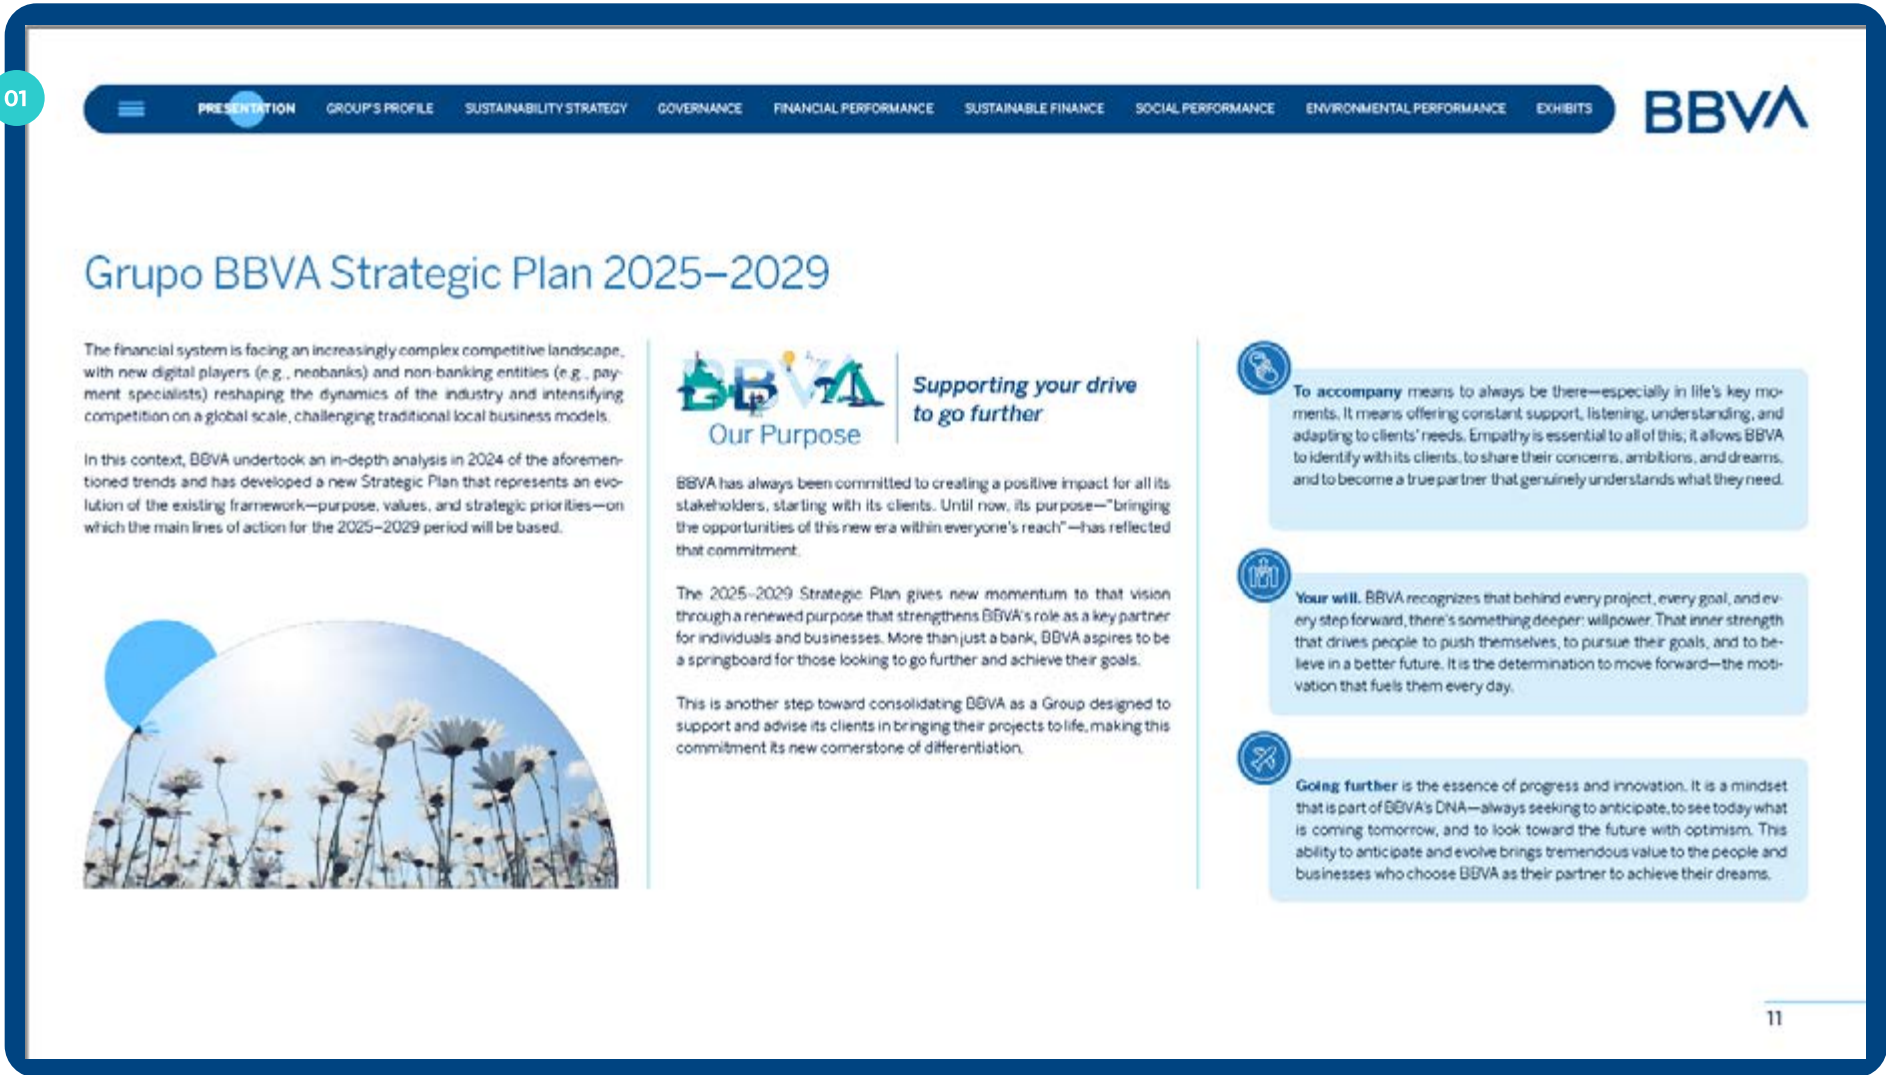 01
PRESENTATION GROUP'S PROFILE SUSTAINABILITY STRATEGY GOVERNANCE FINANCIAL PERFORMANCE SUSTAINABLE FINANCE SOCIAL PERFORMANCE ENVIRONMENTAL PERFORMANCE EXHIBITS
BBVA
Grupo BBVA Strategic Plan 2025–2029
The financial system is facing an increasingly complex competitive landscape,
with new digital players (e.g., neobanks) and non-banking entities (e.g., pay-
ment specialists) reshaping the dynamics of the industry and intensifying
competition on a global scale, challenging traditional local business models.
In this context, BBVA undertook an in-depth analysis in 2024 of the aforemen-
tioned trends and has developed a new Strategic Plan that represents an evo-
lution of the existing framework—purpose, values, and strategic priorities—on
which the main lines of action for the 2025–2029 period will be based.
BBVA
Our Purpose
Supporting your drive
to go further
BBVA has always been committed to creating a positive impact for all its
stakeholders, starting with its clients. Until now, its purpose—"bringing
the opportunities of this new era within everyone's reach"—has reflected
that commitment.
The 2025–2029 Strategic Plan gives new momentum to that vision
through a renewed purpose that strengthens BBVA's role as a key partner
for individuals and businesses. More than just a bank, BBVA aspires to be
a springboard for those looking to go further and achieve their goals.
This is another step toward consolidating BBVA as a Group designed to
support and advise its clients in bringing their projects to life, making this
commitment its new cornerstone of differentiation.
To accompany means to always be there—especially in life's key mo-
ments. It means offering constant support, listening, understanding, and
adapting to clients' needs. Empathy is essential to all of this; it allows BBVA
to identify with its clients, to share their concerns, ambitions, and dreams,
and to become a true partner that genuinely understands what they need.
Your will. BBVA recognizes that behind every project, every goal, and ev-
ery step forward, there's something deeper: willpower. That inner strength
that drives people to push themselves, to pursue their goals, and to be-
lieve in a better future. It is the determination to move forward—the moti-
vation that fuels them every day.
Going further is the essence of progress and innovation. It is a mindset
that is part of BBVA's DNA—always seeking to anticipate, to see today what
is coming tomorrow, and to look toward the future with optimism. This
ability to anticipate and evolve brings tremendous value to the people and
businesses who choose BBVA as their partner to achieve their dreams.
11